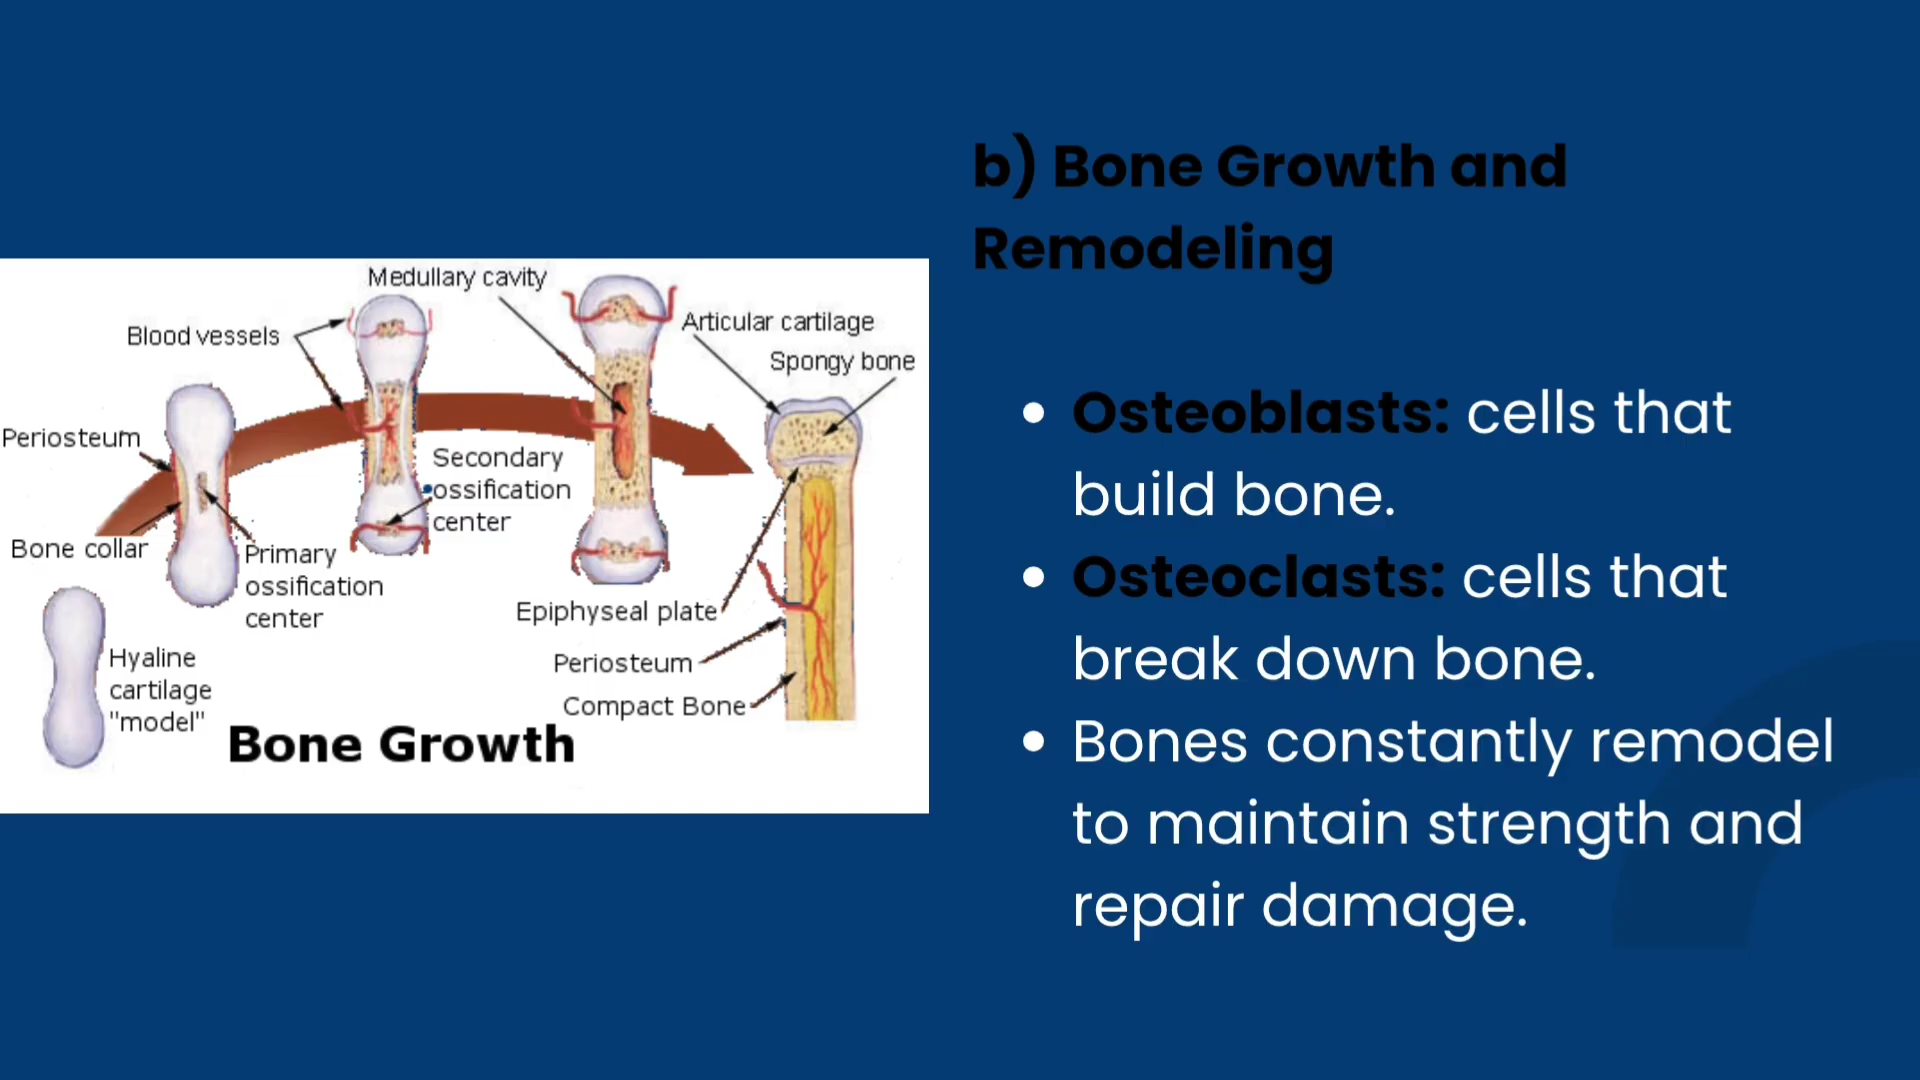 Medullary cavity
Blood vessels
Articular cartilage
Spongy bone
Periosteum
Secondary
ossification
center
Bone collar
Primary
ossification
center
Epiphyseal plate
Periosteum
Compact Bone
Hyaline
cartilage
"model"
Bone Growth
b) Bone Growth and
Remodeling
• Osteoblasts: cells that
build bone.
• Osteoclasts: cells that
break down bone.
• Bones constantly remodel
to maintain strength and
repair damage.